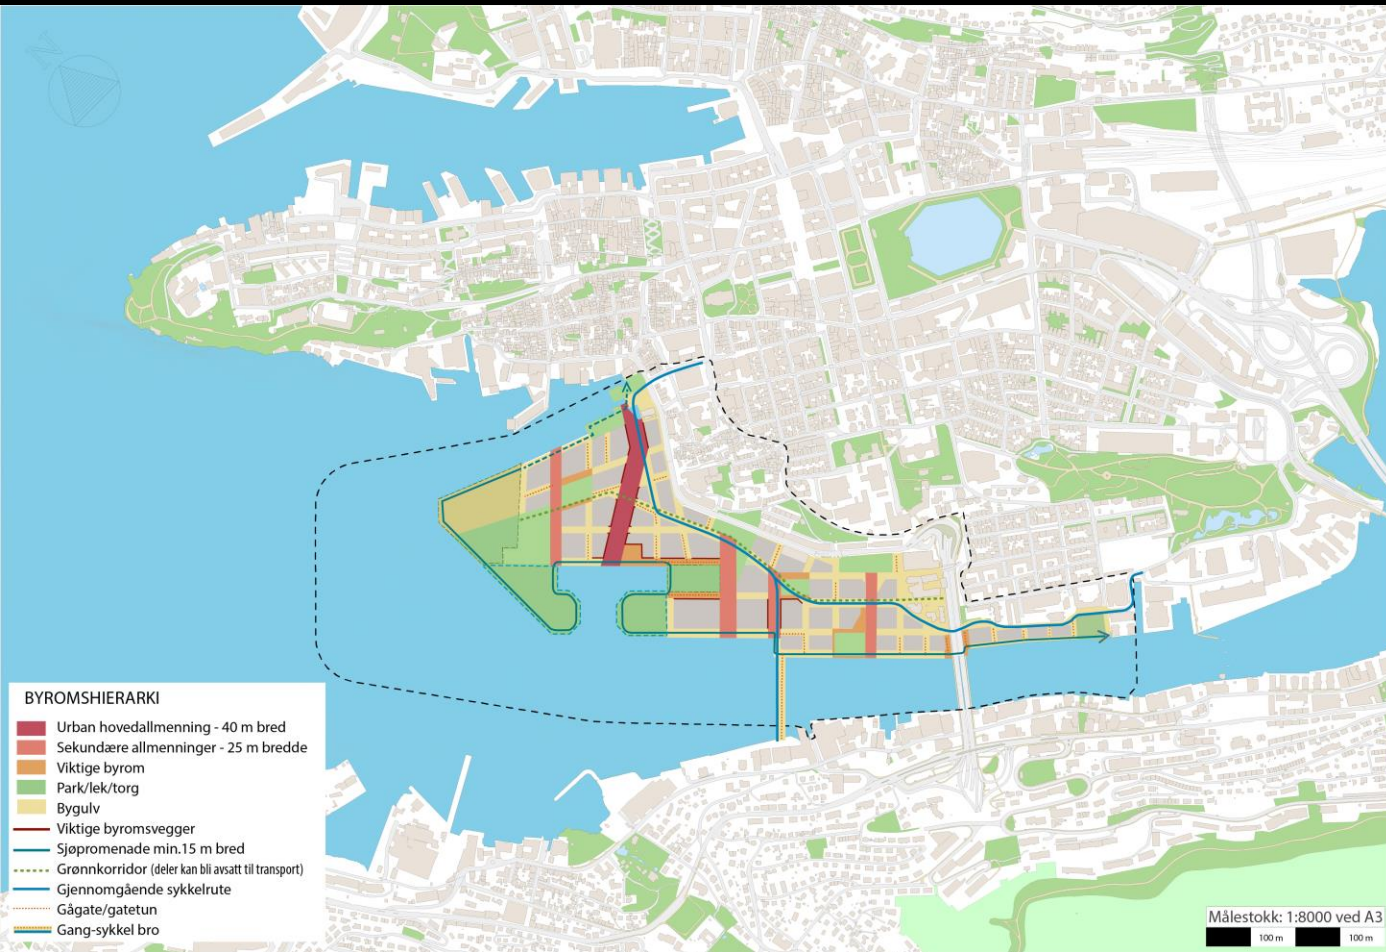 BYROMSHIERARKI
Urban hovedallmenning - 40 m bred
Sekundære allmenninger - 25 m bredde
Viktige byrom
Park/lek/torg
Bygulv
Viktige byromsvegger
Sjøpromenade min.15 m bred
Grønnkorridor (deler kan bli avsatt til transport)
Gjennomgående sykkelrute
Gågate/gatetun
Gang-sykkel bro
Målestokk: 1:8000 ved A3
100 m 100 m